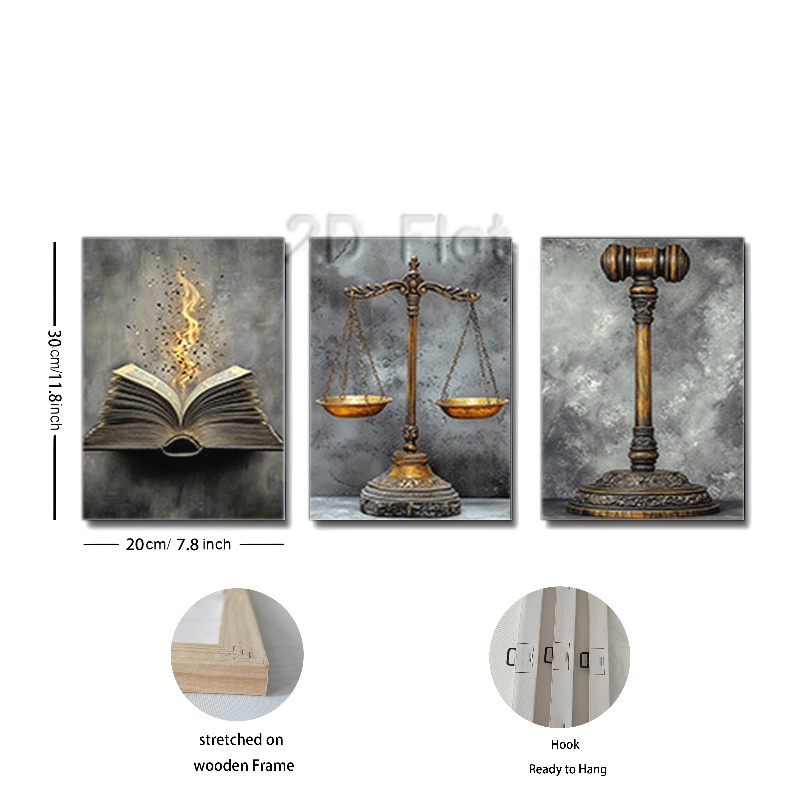 2D Flat
30cm/11.8inch
20cm/ 7.8 inch
stretched on
wooden Frame
Hook
Ready to Hang